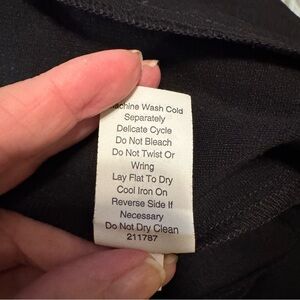 achine Wash Cold
Separately
Delicate Cycle
Do Not Bleach
Do Not Twist Or
Wring
Lay Flat To Dry
Cool Iron On
Reverse Side If
Necessary
Do Not Dry Clean
211787